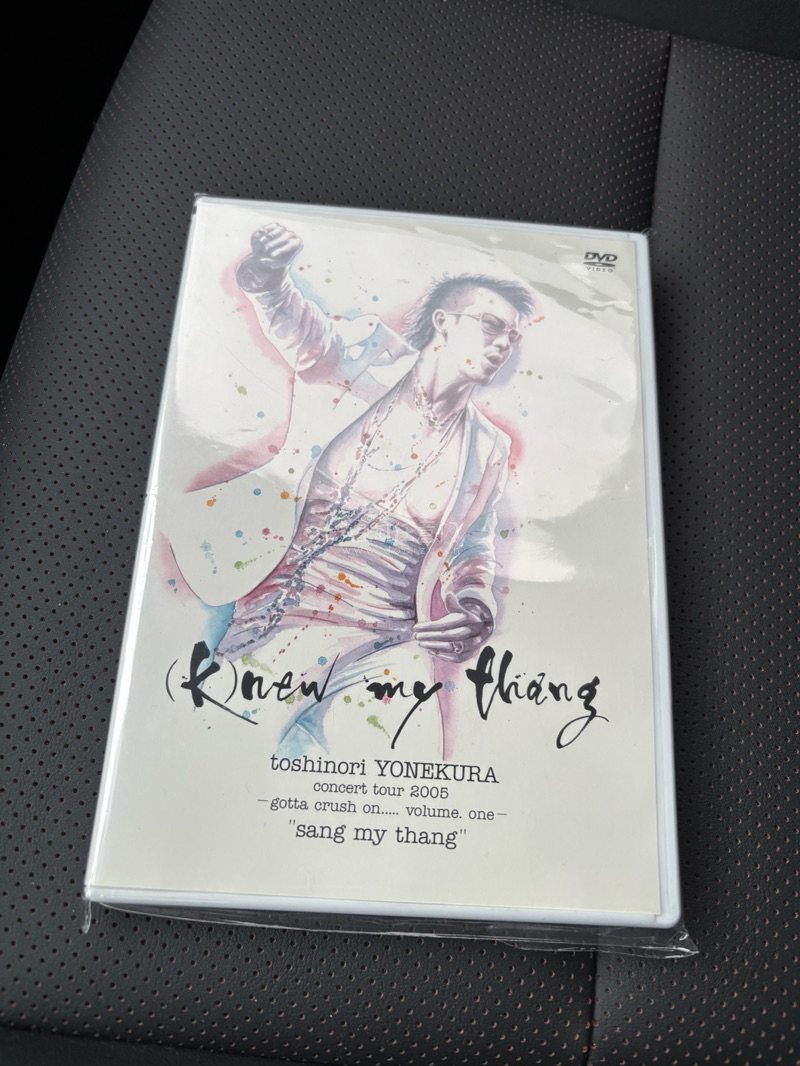 DVD
VIDEO
(k)new my thang
toshinori YONEKURA
concert tour 2005
－gotta crush on..... volume. one－
"sang my thang"